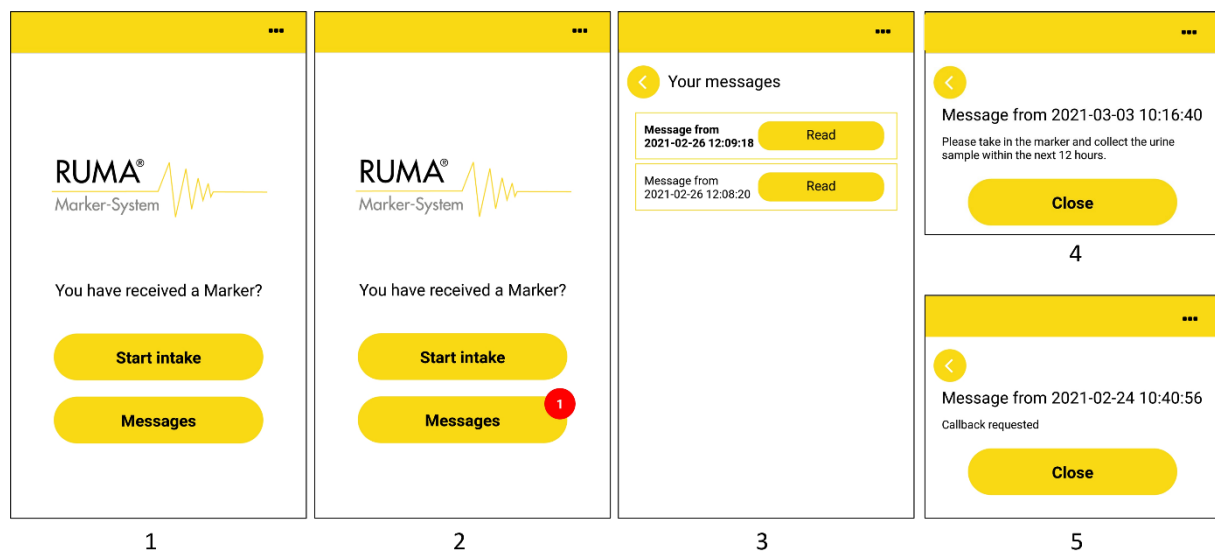 RUMA®
Marker-System
You have received a Marker?
Start intake
Messages
1
RUMA®
Marker-System
You have received a Marker?
Start intake
1
Messages
2
Your messages
Message from
2021-02-26 12:09:18
Read
Message from
2021-02-26 12:08:20
Read
3
Message from 2021-03-03 10:16:40
Please take in the marker and collect the urine
sample within the next 12 hours.
Close
4
Message from 2021-02-24 10:40:56
Callback requested
Close
5